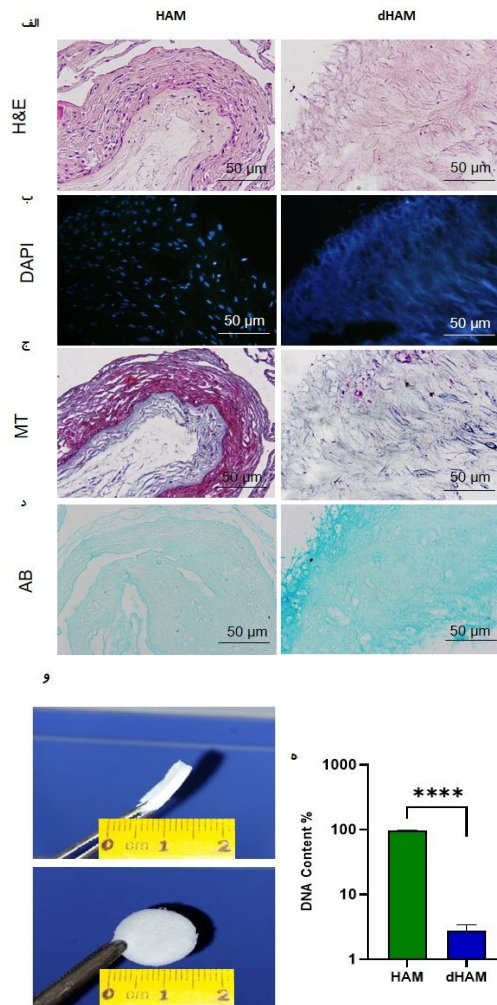 HAM dHAM
الف
H&E
50 µm 50 µm
ب
DAPI
50 µm 50 µm
ج
MT
50 µm 50 µm
د
AB
50 µm 50 µm
و
0 cm 1 2
0 cm 1 2
ه
DNA Content %
1000
100
10
1
****
HAM dHAM